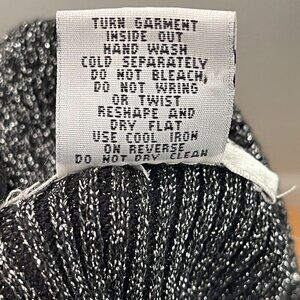 TURN GARMENT
INSIDE OUT
HAND WASH
COLD SEPARATELY
DO NOT BLEACH,
DO NOT WRING
OR TWIST
RESHAPE AND
DRY FLAT
USE COOL IRON
ON REVERSE
DO NOT DRY CLEAN